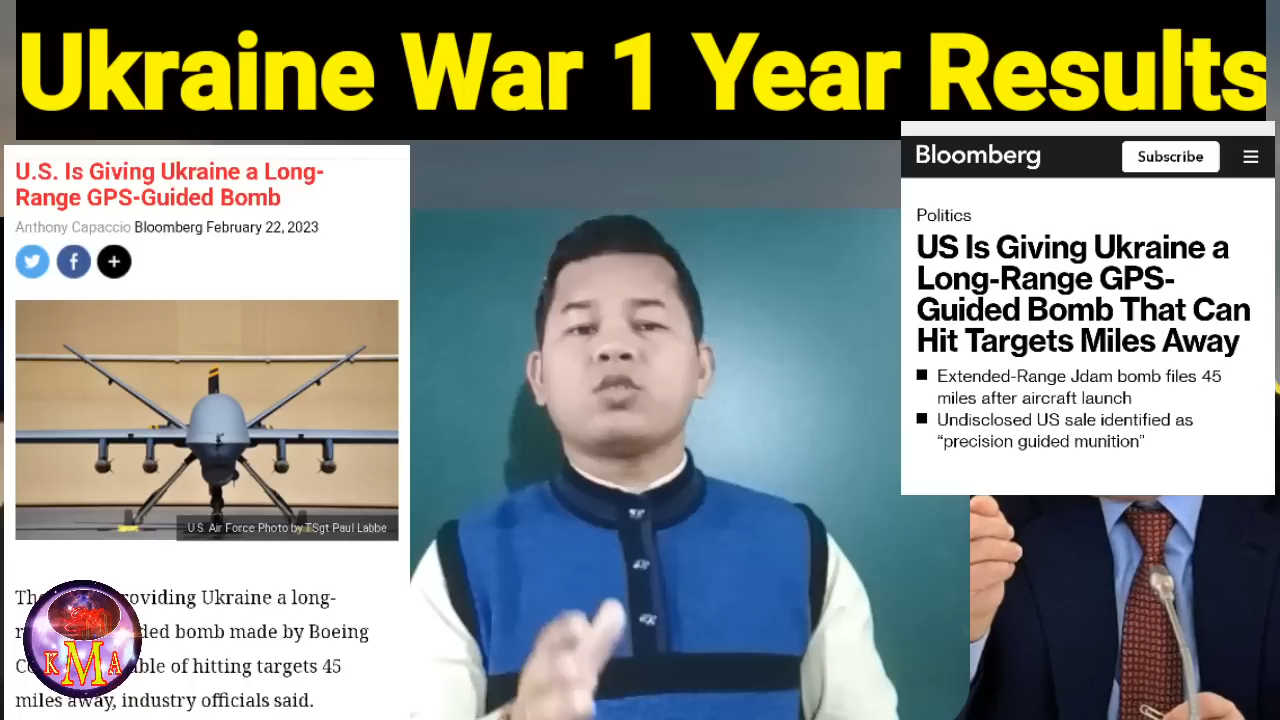 Ukraine War 1 Year Results
U.S. Is Giving Ukraine a Long-
Range GPS-Guided Bomb
Anthony Capaccio Bloomberg February 22, 2023
U.S. Air Force Photo by TSgt Paul Labbe
Th oviding Ukraine a long-
ded bomb made by Boeing
C ble of hitting targets 45
miles away, industry officials said.
KMA
Bloomberg
Subscribe
Politics
US Is Giving Ukraine a
Long-Range GPS-
Guided Bomb That Can
Hit Targets Miles Away
Extended-Range Jdam bomb files 45
miles after aircraft launch
Undisclosed US sale identified as
“precision guided munition”